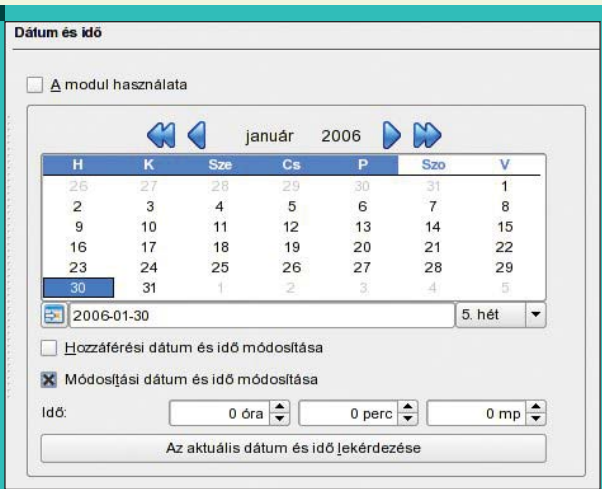 Dátum és idő
A modul használata
január 2006
H K Sze Cs P Szo V
26 27 28 29 30 31 1
2 3 4 5 6 7 8
9 10 11 12 13 14 15
16 17 18 19 20 21 22
23 24 25 26 27 28 29
30 31 1 2 3 4 5
2006-01-30 5. hét
Hozzáférési dátum és idő módosítása
Módosítási dátum és idő módosítása
Idő: 0 óra 0 perc 0 mp
Az aktuális dátum és idő lekérdezése